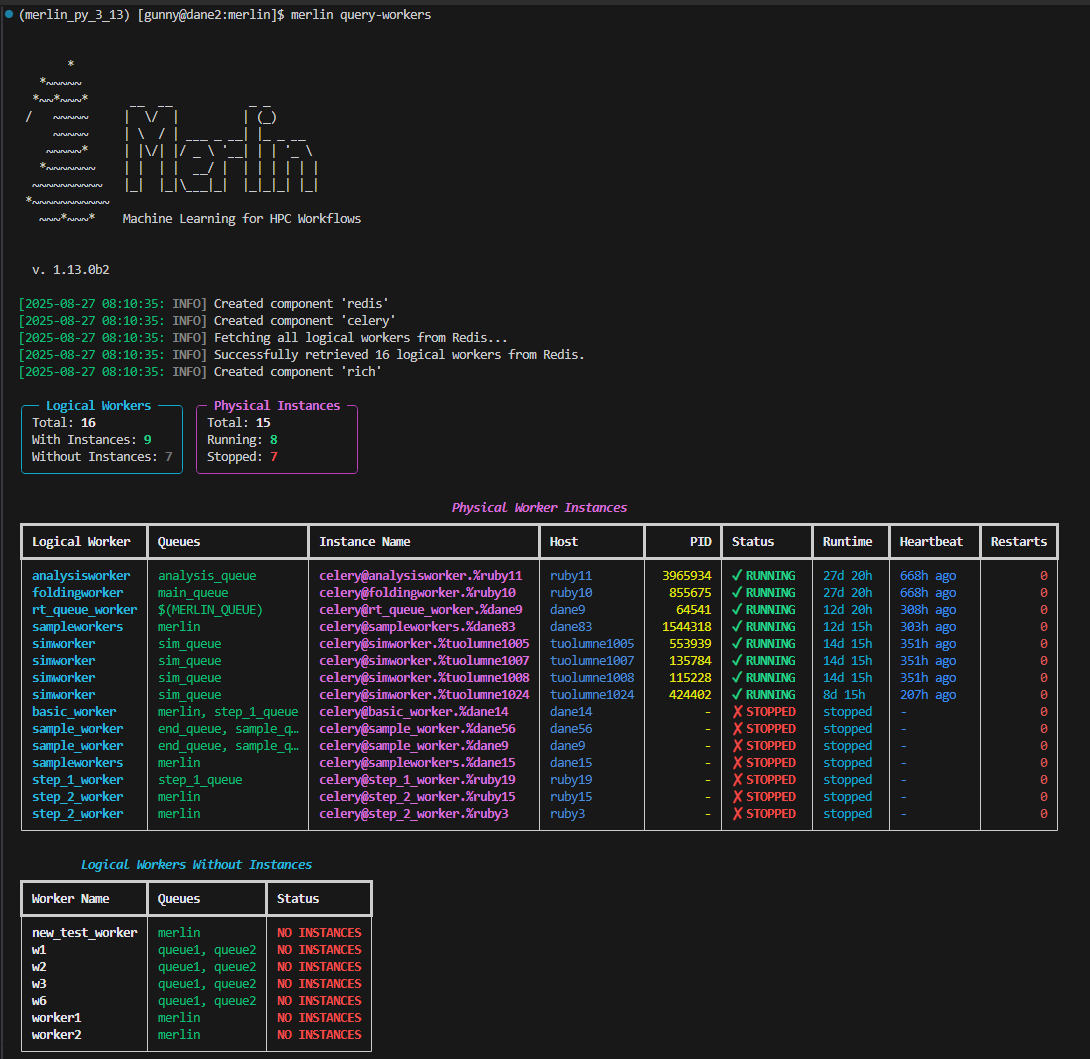 (merlin_py_3_13) [gunny@dane2:merlin]$ merlin query-workers
Merlin
Machine Learning for HPC Workflows
v. 1.13.0b2
[2025-08-27 08:10:35: INFO] Created component 'redis'
[2025-08-27 08:10:35: INFO] Created component 'celery'
[2025-08-27 08:10:35: INFO] Fetching all logical workers from Redis...
[2025-08-27 08:10:35: INFO] Successfully retrieved 16 logical workers from Redis.
[2025-08-27 08:10:35: INFO] Created component 'rich'
Logical Workers
Total: 16
With Instances: 9
Without Instances: 7
Physical Instances
Total: 15
Running: 8
Stopped: 7
Physical Worker Instances
Logical Worker Queues Instance Name Host PID Status Runtime Heartbeat Restarts
analysisworker analysis_queue celery@analysisworker.%ruby11 ruby11 3965934 ✓ RUNNING 27d 20h 668h ago 0
foldingworker main_queue celery@foldingworker.%ruby10 ruby10 855675 ✓ RUNNING 27d 20h 668h ago 0
rt_queue_worker $(MERLIN_QUEUE) celery@rt_queue_worker.%dane9 dane9 64541 ✓ RUNNING 12d 20h 308h ago 0
sampleworkers merlin celery@sampleworkers.%dane83 dane83 1544318 ✓ RUNNING 12d 15h 303h ago 0
simworker sim_queue celery@simworker.%tuolumne1005 tuolumne1005 553939 ✓ RUNNING 14d 15h 351h ago 0
simworker sim_queue celery@simworker.%tuolumne1007 tuolumne1007 135784 ✓ RUNNING 14d 15h 351h ago 0
simworker sim_queue celery@simworker.%tuolumne1008 tuolumne1008 115228 ✓ RUNNING 14d 15h 351h ago 0
simworker sim_queue celery@simworker.%tuolumne1024 tuolumne1024 424402 ✓ RUNNING 8d 15h 207h ago 0
basic_worker merlin, step_1_queue celery@basic_worker.%dane14 dane14 - ✗ STOPPED stopped - 0
sample_worker end_queue, sample_q… celery@sample_worker.%dane56 dane56 - ✗ STOPPED stopped - 0
sample_worker end_queue, sample_q… celery@sample_worker.%dane9 dane9 - ✗ STOPPED stopped - 0
sampleworkers merlin celery@sampleworkers.%dane15 dane15 - ✗ STOPPED stopped - 0
step_1_worker step_1_queue celery@step_1_worker.%ruby19 ruby19 - ✗ STOPPED stopped - 0
step_2_worker merlin celery@step_2_worker.%ruby15 ruby15 - ✗ STOPPED stopped - 0
step_2_worker merlin celery@step_2_worker.%ruby3 ruby3 - ✗ STOPPED stopped - 0
Logical Workers Without Instances
Worker Name Queues Status
new_test_worker merlin NO INSTANCES
w1 queue1, queue2 NO INSTANCES
w2 queue1, queue2 NO INSTANCES
w3 queue1, queue2 NO INSTANCES
w6 queue1, queue2 NO INSTANCES
worker1 merlin NO INSTANCES
worker2 merlin NO INSTANCES